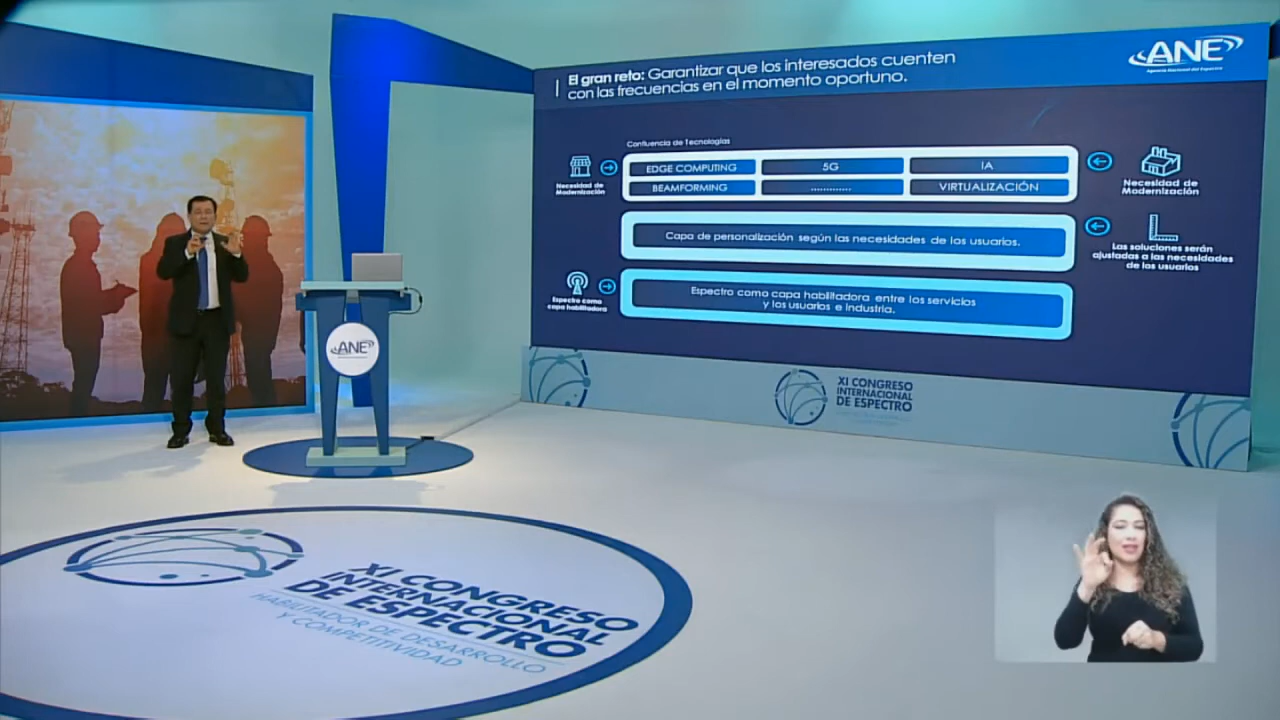 El gran reto: Garantizar que los interesados cuenten
con las frecuencias en el momento oportuno.
ANE
Agencia Nacional del Espectro
Confluencia de Tecnologías
Necesidad de
Modernización
EDGE COMPUTING
5G
IA
BEAMFORMING
.............
VIRTUALIZACIÓN
Necesidad de
Modernización
Capa de personalización según las necesidades de los usuarios.
Las soluciones serán
ajustadas a las necesidades
de los usuarios
Espectro como
capa habilitadora
Espectro como capa habilitadora entre los servicios
y los usuarios e industria.
ANE
XI CONGRESO
INTERNACIONAL
DE ESPECTRO
XI CONGRESO
INTERNACIONAL
DE ESPECTRO
HABILITADOR DE DESARROLLO
Y COMPETITIVIDAD